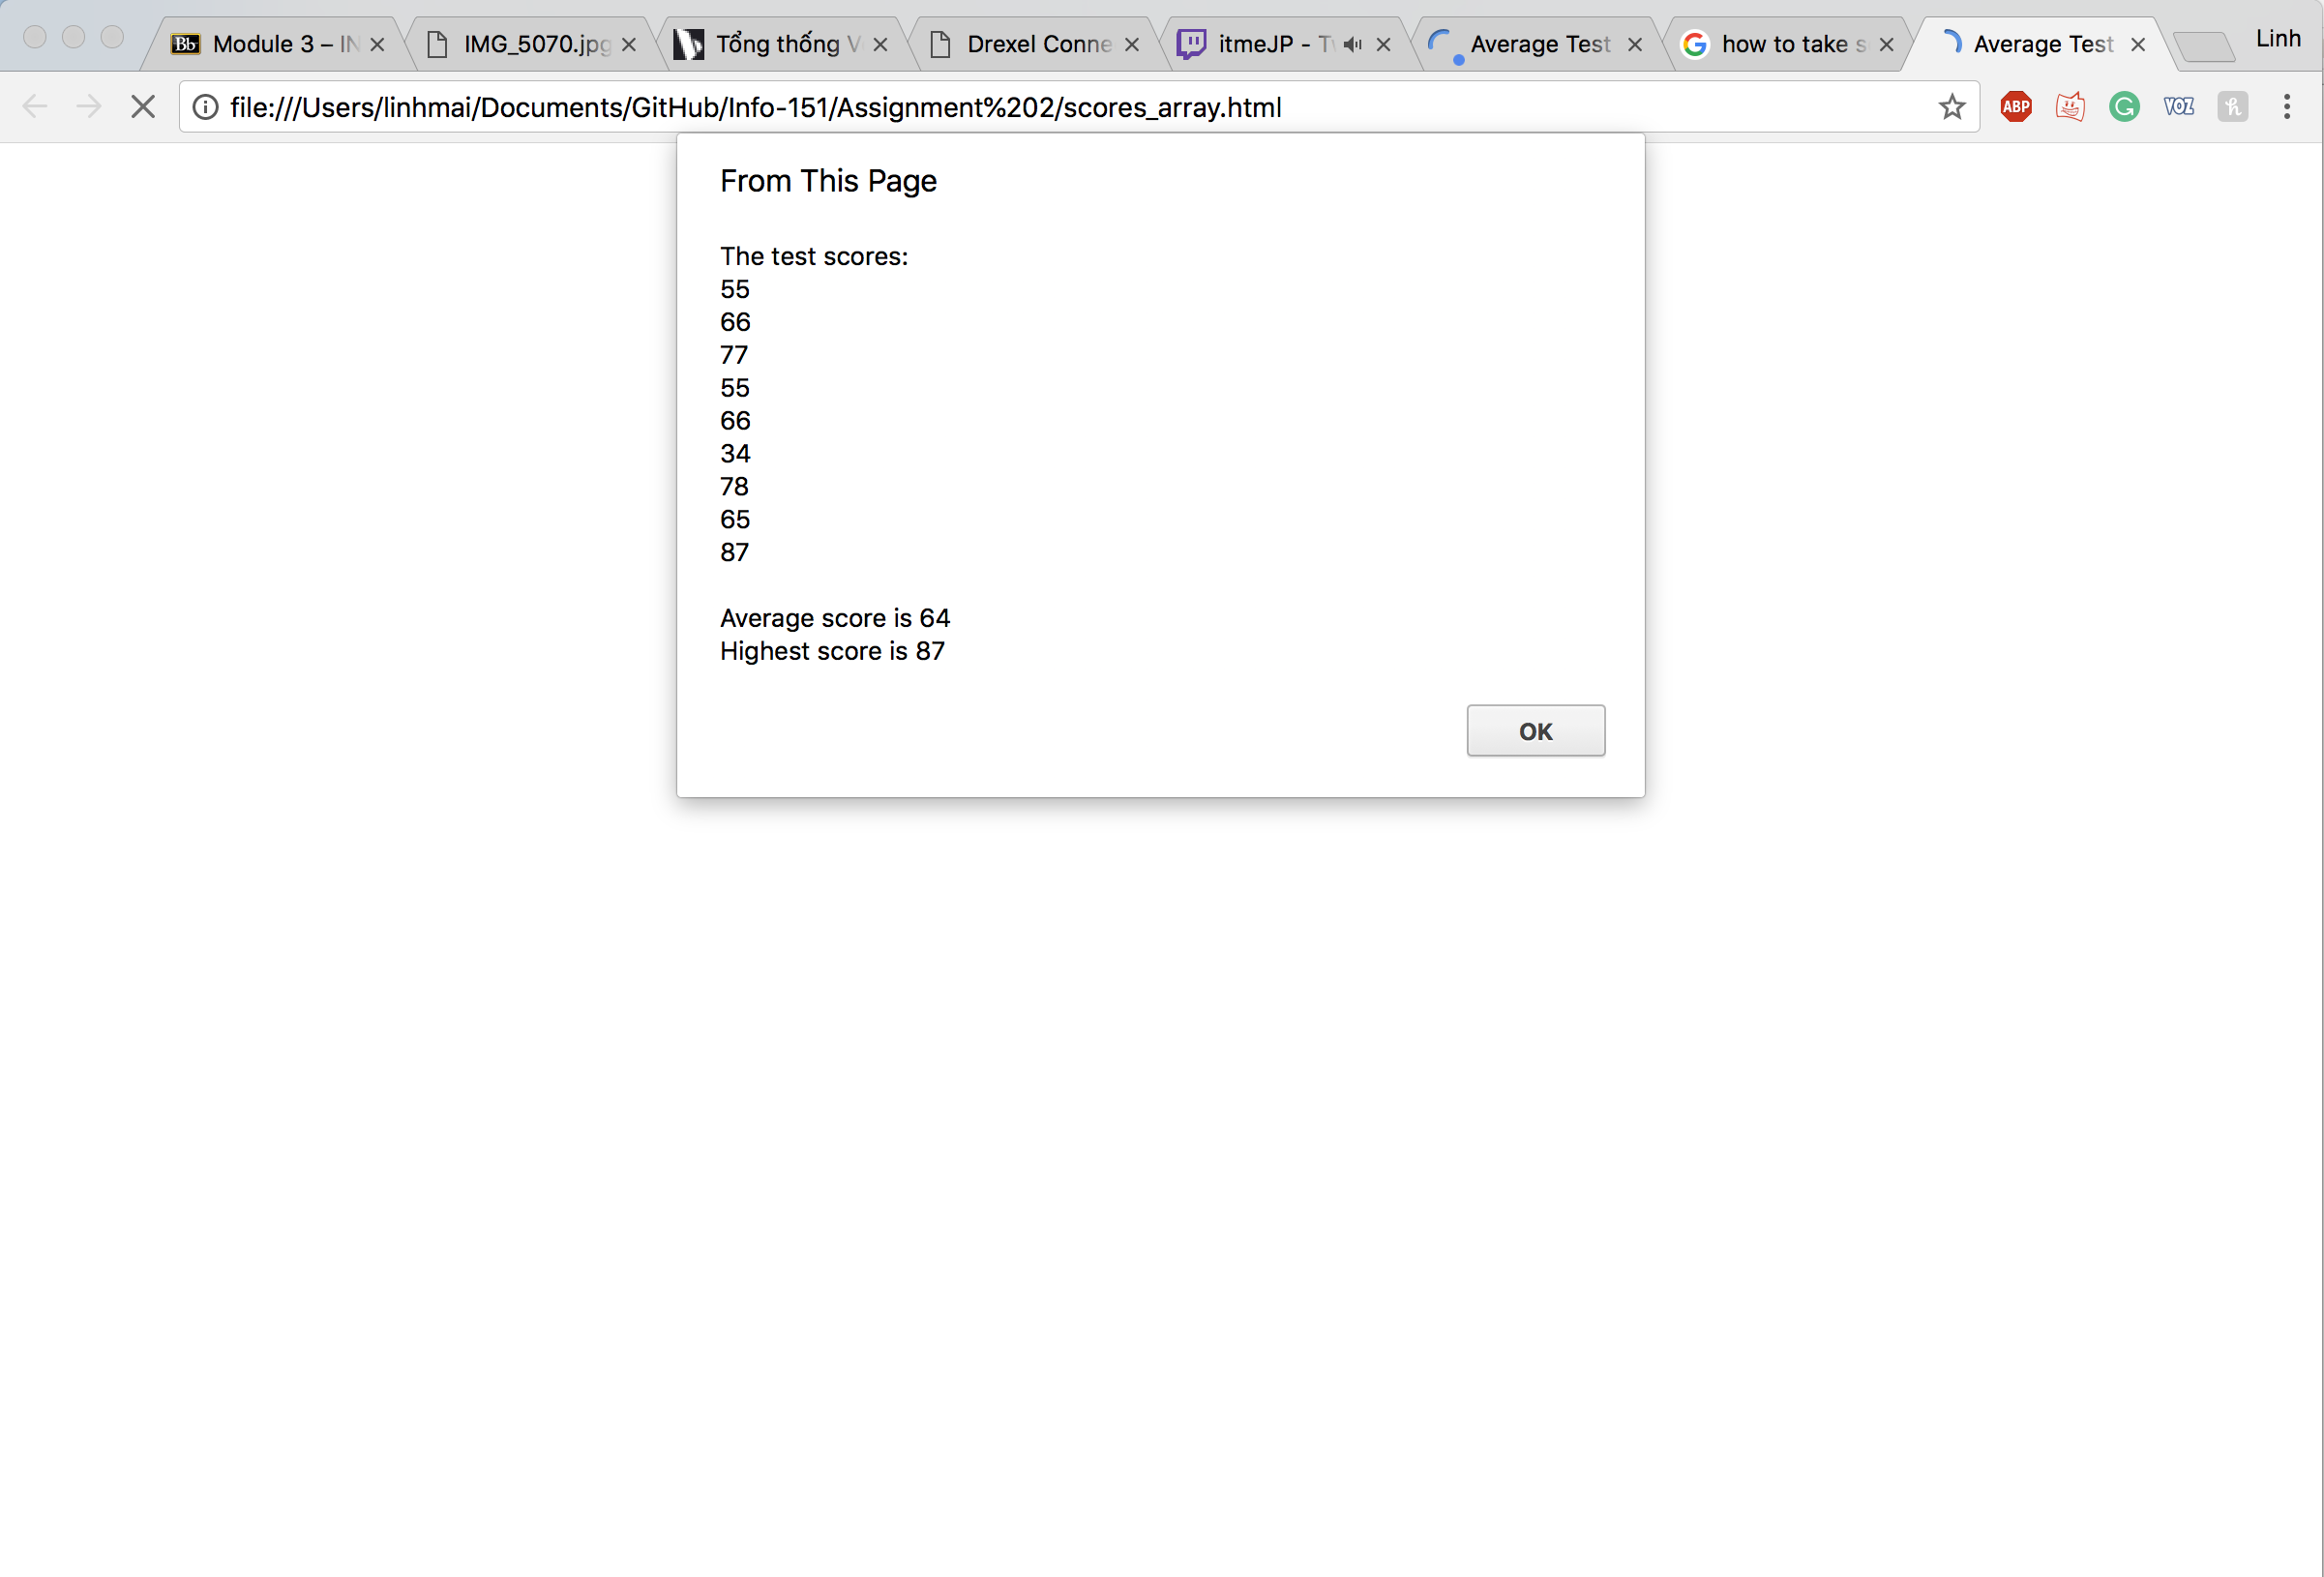 Module 3 – IN
IMG_5070.jpg
Tổng thống V
Drexel Conne
itmeJP - Tw
Average Test
how to take s
Average Test
Linh
file:///Users/linhmai/Documents/GitHub/Info-151/Assignment%202/scores_array.html
ABP
VOZ
From This Page
The test scores:
55
66
77
55
66
34
78
65
87
Average score is 64
Highest score is 87
OK